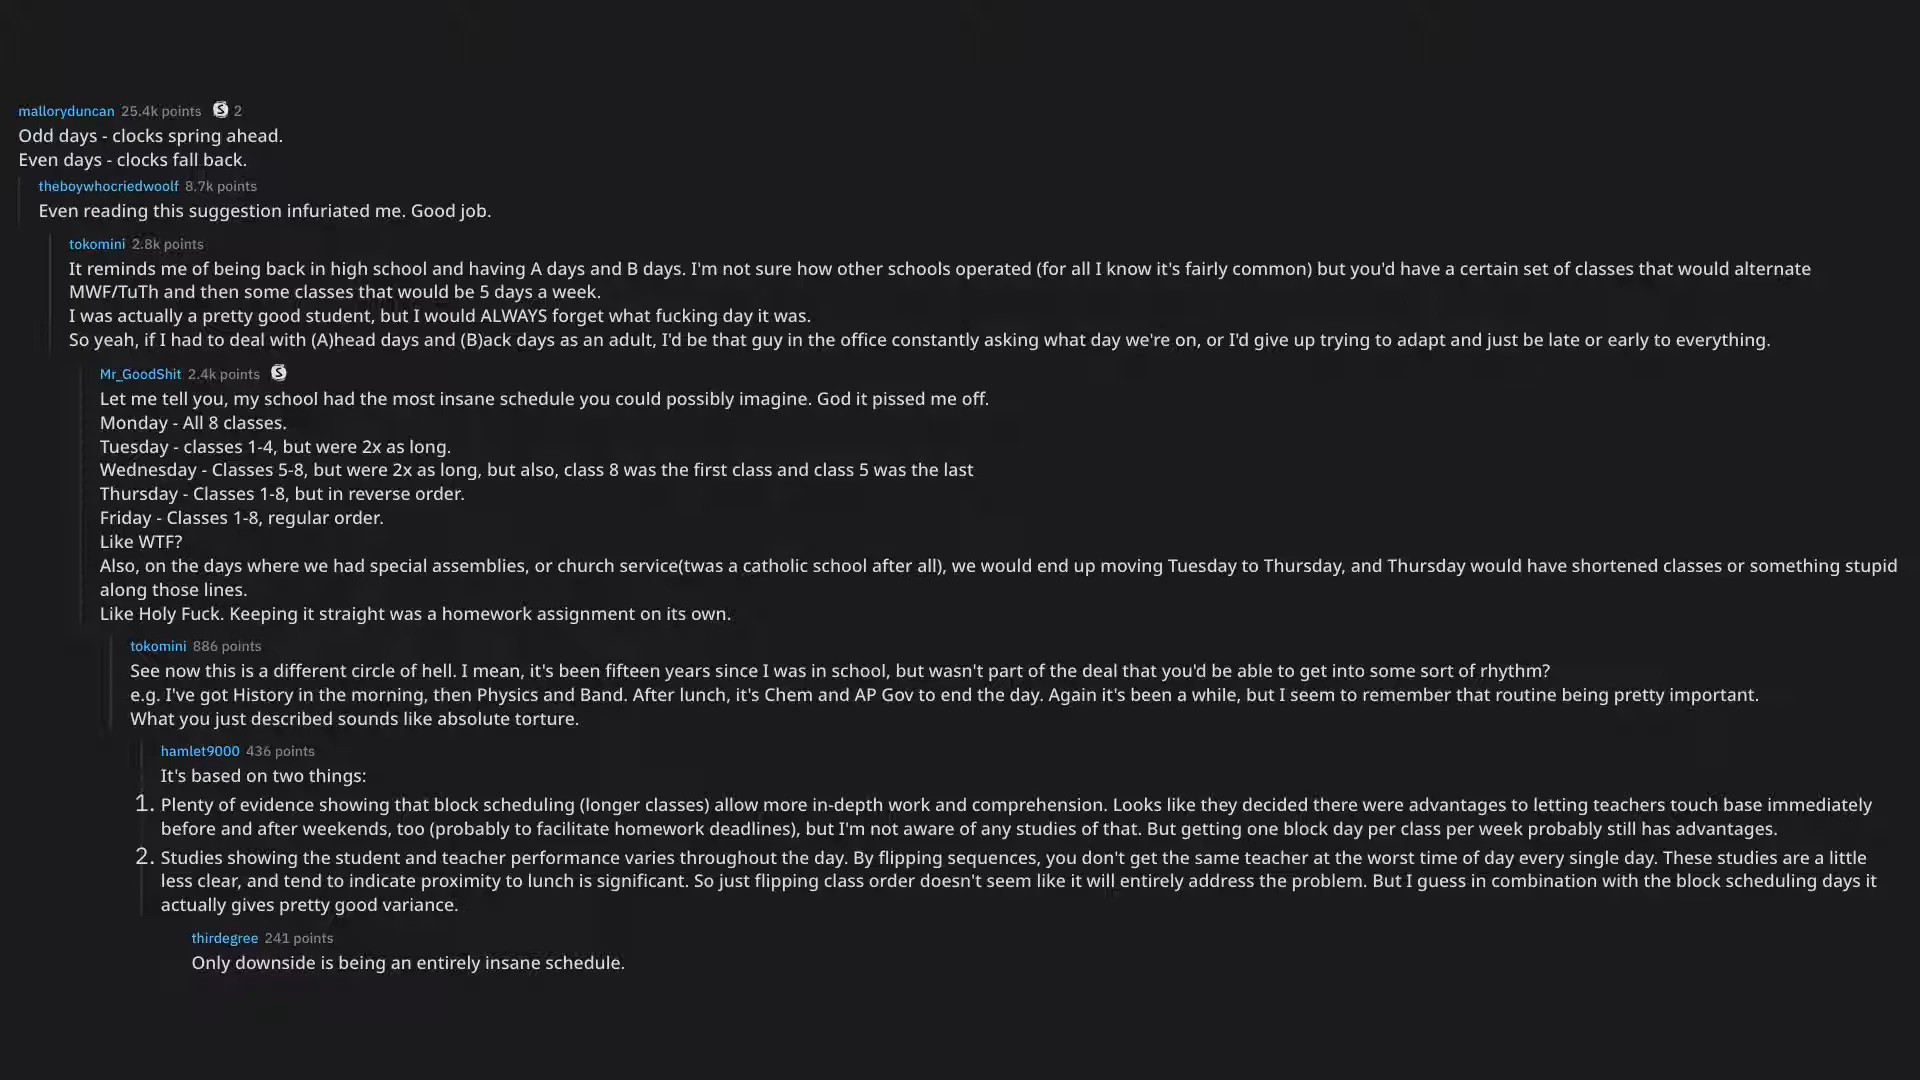 malloryduncan 25.4k points S 2
Odd days - clocks spring ahead.
Even days - clocks fall back.
theboywhocriedwoolf 8.7k points
Even reading this suggestion infuriated me. Good job.
tokomini 2.8k points
It reminds me of being back in high school and having A days and B days. I'm not sure how other schools operated (for all I know it's fairly common) but you'd have a certain set of classes that would alternate
MWF/TuTh and then some classes that would be 5 days a week.
I was actually a pretty good student, but I would ALWAYS forget what fucking day it was.
So yeah, if I had to deal with (A)head days and (B)ack days as an adult, I'd be that guy in the office constantly asking what day we're on, or I'd give up trying to adapt and just be late or early to everything.
Mr_GoodShit 2.4k points S
Let me tell you, my school had the most insane schedule you could possibly imagine. God it pissed me off.
Monday - All 8 classes.
Tuesday - classes 1-4, but were 2x as long.
Wednesday - Classes 5-8, but were 2x as long, but also, class 8 was the first class and class 5 was the last
Thursday - Classes 1-8, but in reverse order.
Friday - Classes 1-8, regular order.
Like WTF?
Also, on the days where we had special assemblies, or church service(twas a catholic school after all), we would end up moving Tuesday to Thursday, and Thursday would have shortened classes or something stupid
along those lines.
Like Holy Fuck. Keeping it straight was a homework assignment on its own.
tokomini 886 points
See now this is a different circle of hell. I mean, it's been fifteen years since I was in school, but wasn't part of the deal that you'd be able to get into some sort of rhythm?
e.g. I've got History in the morning, then Physics and Band. After lunch, it's Chem and AP Gov to end the day. Again it's been a while, but I seem to remember that routine being pretty important.
What you just described sounds like absolute torture.
hamlet9000 436 points
It's based on two things:
1. Plenty of evidence showing that block scheduling (longer classes) allow more in-depth work and comprehension. Looks like they decided there were advantages to letting teachers touch base immediately
before and after weekends, too (probably to facilitate homework deadlines), but I'm not aware of any studies of that. But getting one block day per class per week probably still has advantages.
2. Studies showing the student and teacher performance varies throughout the day. By flipping sequences, you don't get the same teacher at the worst time of day every single day. These studies are a little
less clear, and tend to indicate proximity to lunch is significant. So just flipping class order doesn't seem like it will entirely address the problem. But I guess in combination with the block scheduling days it
actually gives pretty good variance.
thirdegree 241 points
Only downside is being an entirely insane schedule.